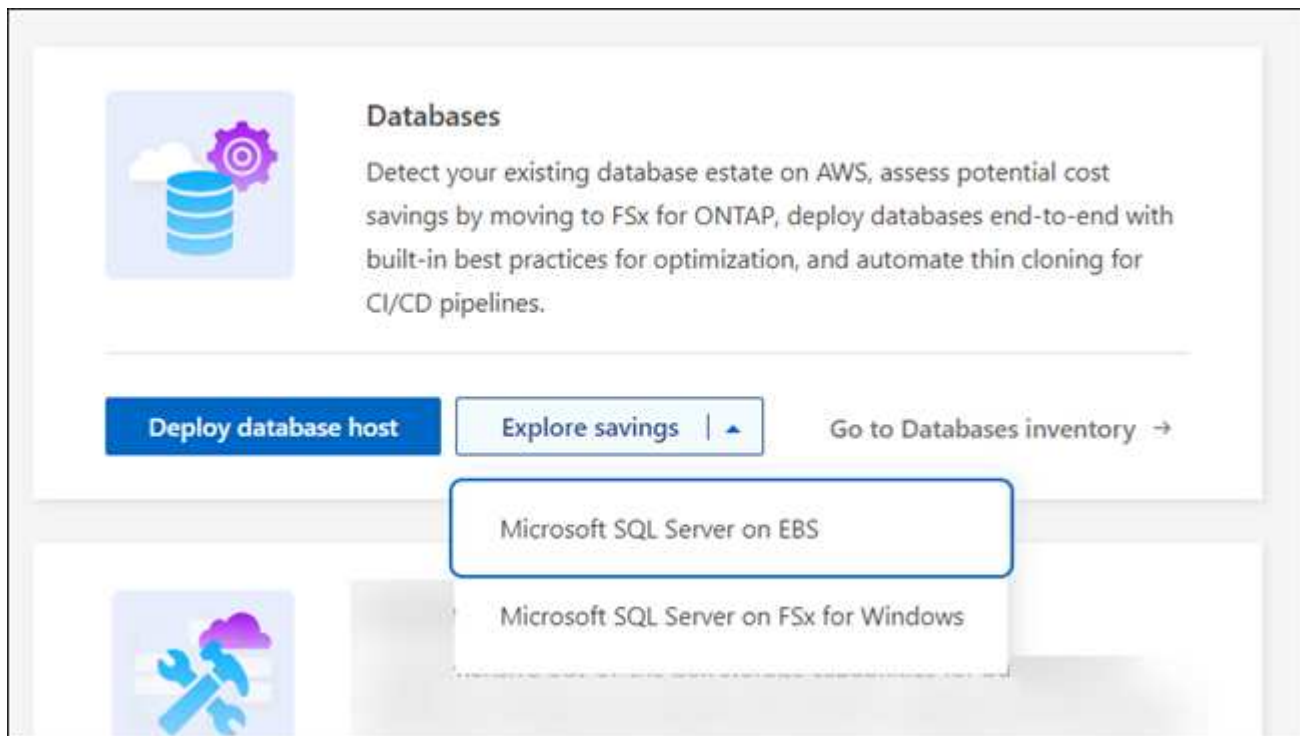 Databases
Detect your existing database estate on AWS, assess potential cost
savings by moving to FSx for ONTAP, deploy databases end-to-end with
built-in best practices for optimization, and automate thin cloning for
CI/CD pipelines.
Deploy database host Explore savings Go to Databases inventory →
Microsoft SQL Server on EBS
Microsoft SQL Server on FSx for Windows